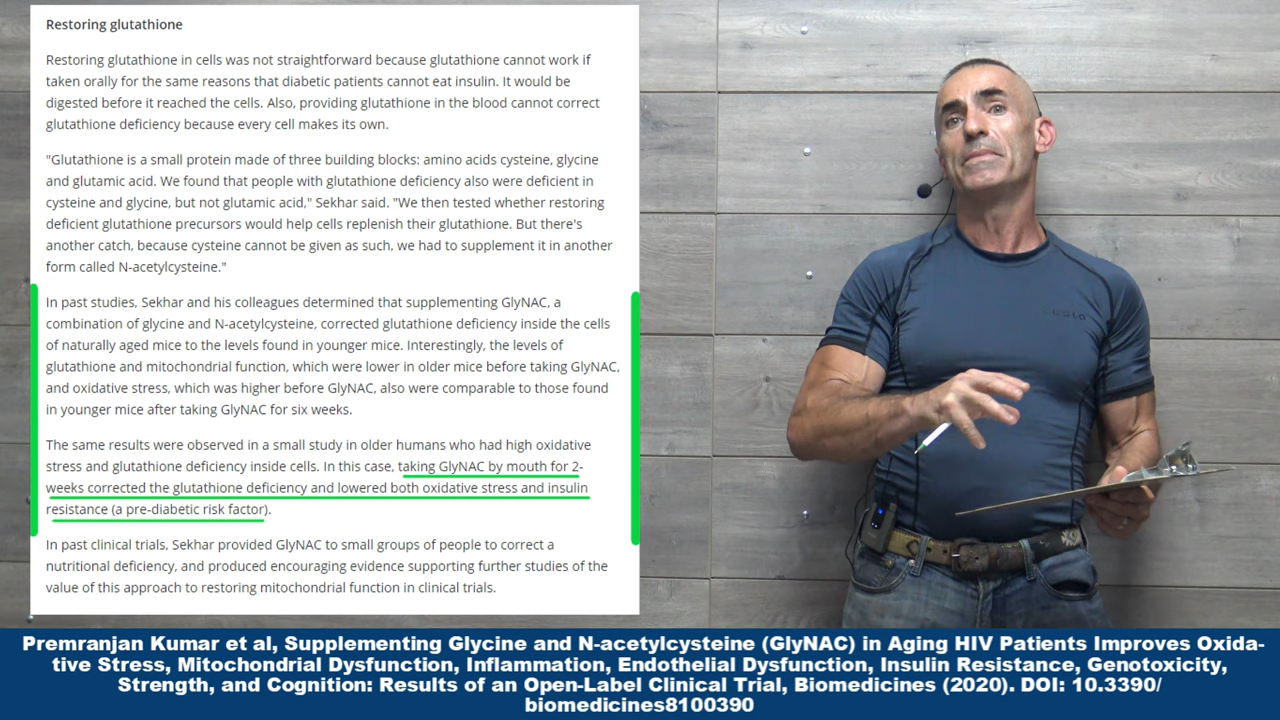 Restoring glutathione
Restoring glutathione in cells was not straightforward because glutathione cannot work if
taken orally for the same reasons that diabetic patients cannot eat insulin. It would be
digested before it reached the cells. Also, providing glutathione in the blood cannot correct
glutathione deficiency because every cell makes its own.
"Glutathione is a small protein made of three building blocks: amino acids cysteine, glycine
and glutamic acid. We found that people with glutathione deficiency also were deficient in
cysteine and glycine, but not glutamic acid," Sekhar said. "We then tested whether restoring
deficient glutathione precursors would help cells replenish their glutathione. But there's
another catch, because cysteine cannot be given as such, we had to supplement it in another
form called N-acetylcysteine."
In past studies, Sekhar and his colleagues determined that supplementing GlyNAC, a
combination of glycine and N-acetylcysteine, corrected glutathione deficiency inside the cells
of naturally aged mice to the levels found in younger mice. Interestingly, the levels of
glutathione and mitochondrial function, which were lower in older mice before taking GlyNAC,
and oxidative stress, which was higher before GlyNAC, also were comparable to those found
in younger mice after taking GlyNAC for six weeks.
The same results were observed in a small study in older humans who had high oxidative
stress and glutathione deficiency inside cells. In this case, taking GlyNAC by mouth for 2-
weeks corrected the glutathione deficiency and lowered both oxidative stress and insulin
resistance (a pre-diabetic risk factor).
In past clinical trials, Sekhar provided GlyNAC to small groups of people to correct a
nutritional deficiency, and produced encouraging evidence supporting further studies of the
value of this approach to restoring mitochondrial function in clinical trials.
Premranjan Kumar et al, Supplementing Glycine and N-acetylcysteine (GlyNAC) in Aging HIV Patients Improves Oxida-
tive Stress, Mitochondrial Dysfunction, Inflammation, Endothelial Dysfunction, Insulin Resistance, Genotoxicity,
Strength, and Cognition: Results of an Open-Label Clinical Trial, Biomedicines (2020). DOI: 10.3390/
biomedicines8100390